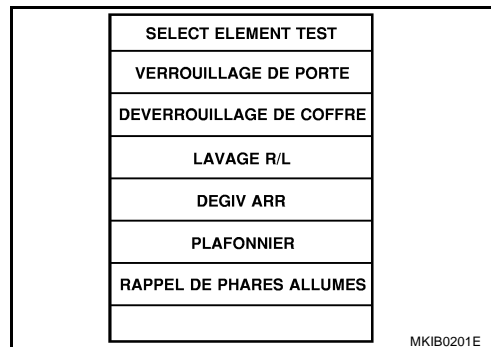 SELECT ELEMENT TEST
VERROUILLAGE DE PORTE
DEVERROUILLAGE DE COFFRE
LAVAGE R/L
DEGIV ARR
PLAFONNIER
RAPPEL DE PHARES ALLUMES
MKIB0201E